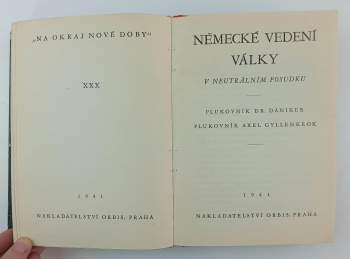 „NA OKRAJ NOVÉ DOBY“
XXX
1941
NAKLADATELSTVÍ ORBIS, PRAHA
NĚMECKÉ VEDENÍ
VÁLKY
V NEUTRÁLNÍM POSUDKU
PLUKOVNÍK DR. DÄNIKER
PLUKOVNÍK AXEL GYLLENKROK
1941
NAKLADATELSTVÍ ORBIS, PRAHA